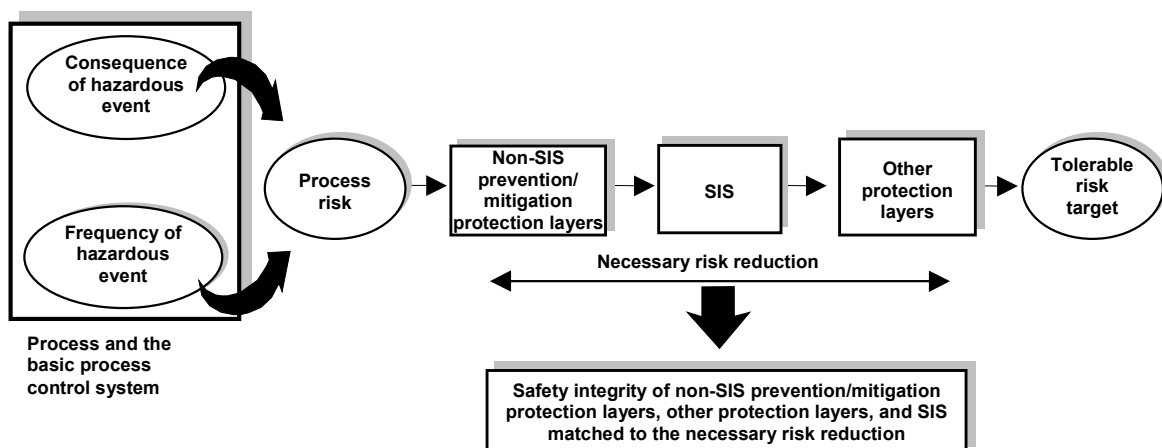 Consequence
of hazardous
event
Frequency of
hazardous
event
Process and the
basic process
control system
Process
risk
Non-SIS
prevention/
mitigation
protection layers
SIS
Other
protection
layers
Tolerable
risk
target
Necessary risk reduction
Safety integrity of non-SIS prevention/mitigation
protection layers, other protection layers, and SIS
matched to the necessary risk reduction